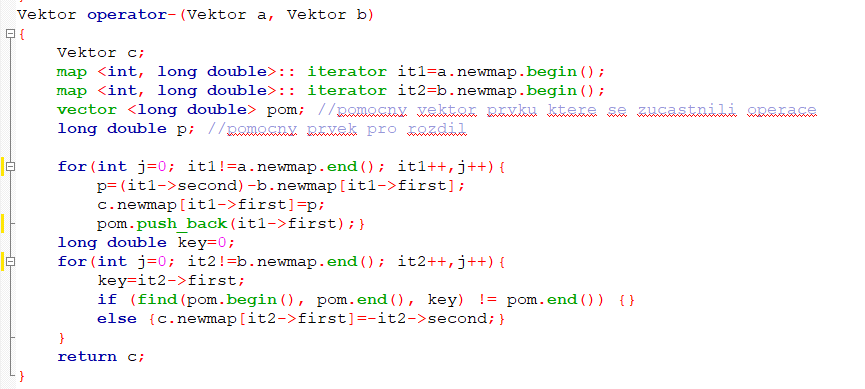 Vektor operator-(Vektor a, Vektor b)
{
Vektor c;
map <int, long double>:: iterator it1=a.newmap.begin();
map <int, long double>:: iterator it2=b.newmap.begin();
vector <long double> pom; //pomocny vektor prvku ktere se zucastnili operace
long double p; //pomocny prvek pro rozdil
for(int j=0; it1!=a.newmap.end(); it1++,j++){
p=(it1->second)-b.newmap[it1->first];
c.newmap[it1->first]=p;
pom.push_back(it1->first);}
long double key=0;
for(int j=0; it2!=b.newmap.end(); it2++,j++){
key=it2->first;
if (find(pom.begin(), pom.end(), key) != pom.end()) {}
else {c.newmap[it2->first]=-it2->second;}
}
return c;
}